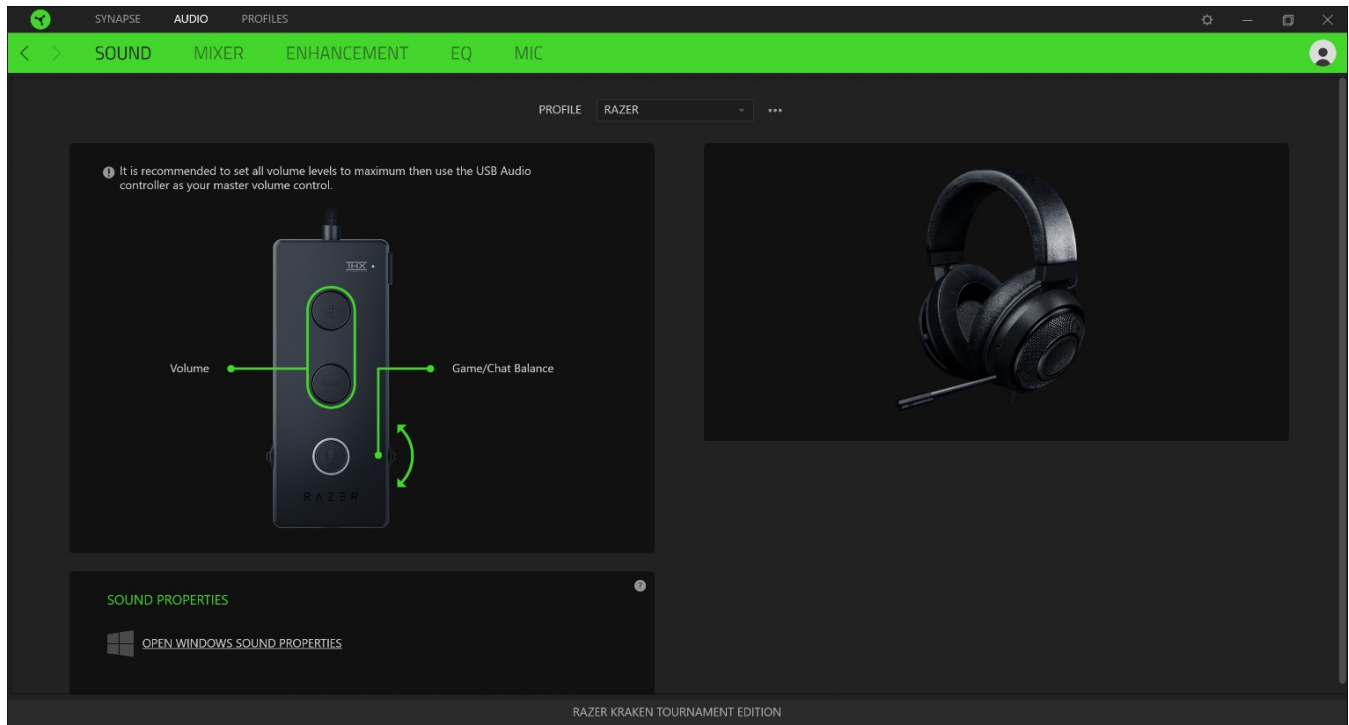 SYNAPSE AUDIO PROFILES
SOUND MIXER ENHANCEMENT EQ MIC
PROFILE RAZER
It is recommended to set all volume levels to maximum then use the USB Audio
controller as your master volume control.
THX
Volume
Game/Chat Balance
RAZER
SOUND PROPERTIES
OPEN WINDOWS SOUND PROPERTIES
RAZER KRAKEN TOURNAMENT EDITION